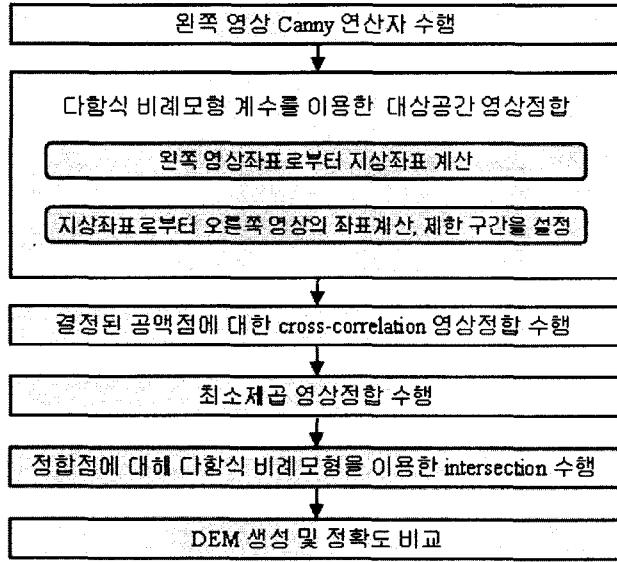 왼쪽 영상 Canny 연산자 수행
다항식 비례모형 계수를 이용한 대상공간 영상정합
왼쪽 영상좌표로부터 지상좌표 계산
지상좌표로부터 오른쪽 영상의 좌표계산, 제한 구간을 설정
결정된 공액점에 대한 cross-correlation 영상정합 수행
최소제곱 영상정합 수행
정합점에 대해 다항식 비례모형을 이용한 intersection 수행
DEM 생성 및 정확도 비교